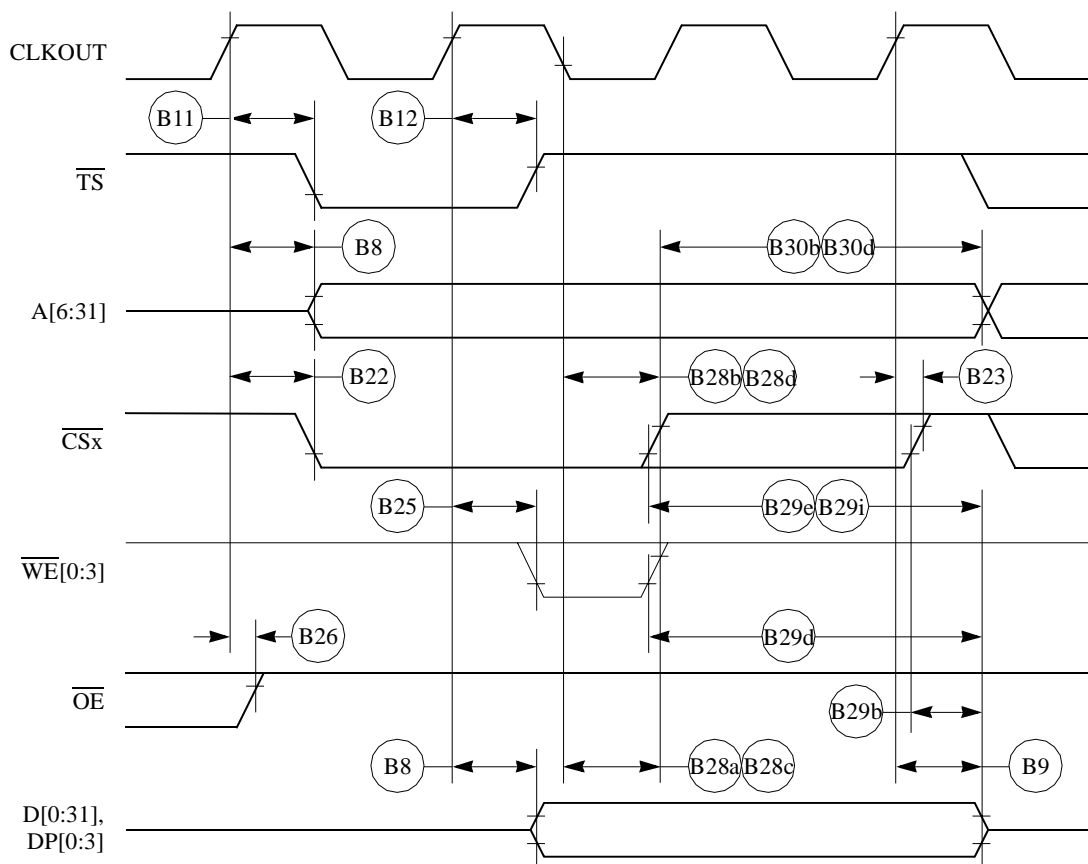 CLKOUT
B11
B12
TS
B8
B30b B30d
A[6:31]
B22
B28b B28d
B23
CSx
B25
B29e B29i
WE[0:3]
B26
B29d
OE
B29b
B8
B28a B28c
B9
D[0:31],
DP[0:3]